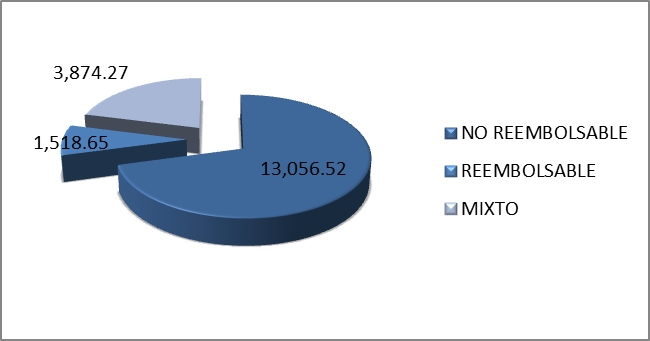 3,874.27
1,518.65
13,056.52
NO REEMBOLSABLE
REEMBOLSABLE
MIXTO